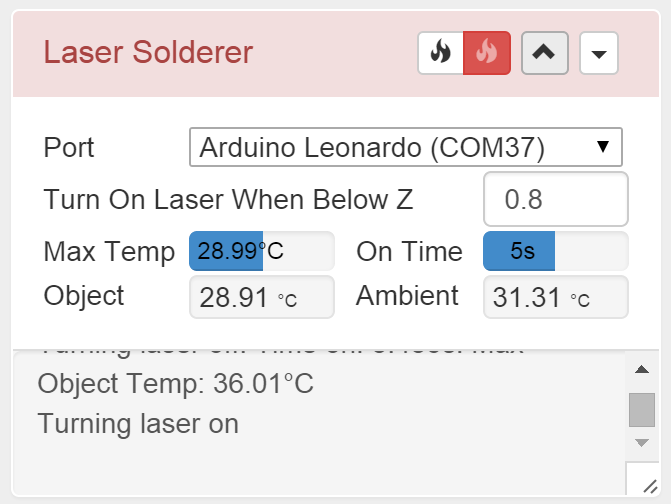 Laser Solderer
Port Arduino Leonardo (COM37)
Turn On Laser When Below Z 0.8
Max Temp 28.99°C On Time 5s
Object 28.91 °C Ambient 31.31 °C
Object Temp: 36.01°C
Turning laser on